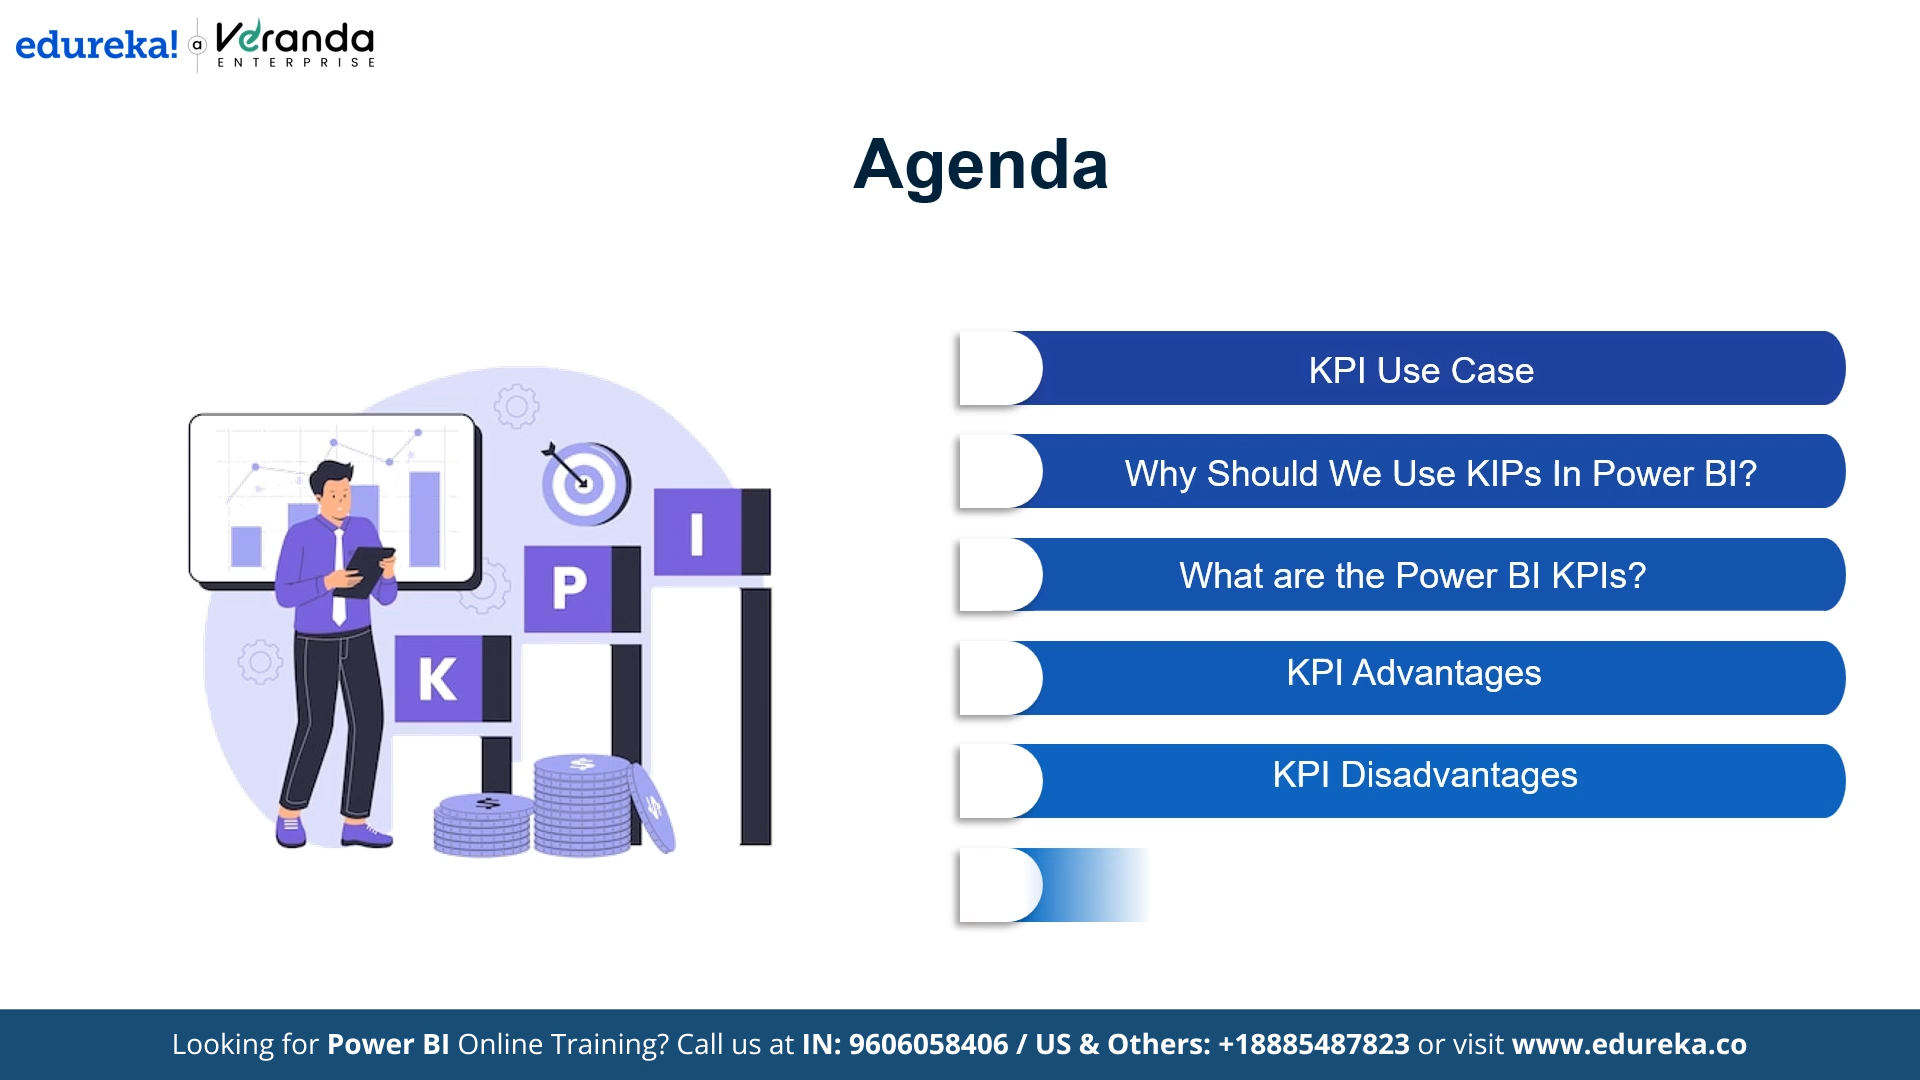 edureka! a Veranda
ENTERPRISE
Agenda
KPI Use Case
Why Should We Use KIPs In Power BI?
What are the Power BI KPIs?
KPI Advantages
KPI Disadvantages
K
P
I
$
$
$
Looking for Power BI Online Training? Call us at IN: 9606058406 / US & Others: +18885487823 or visit www.edureka.co